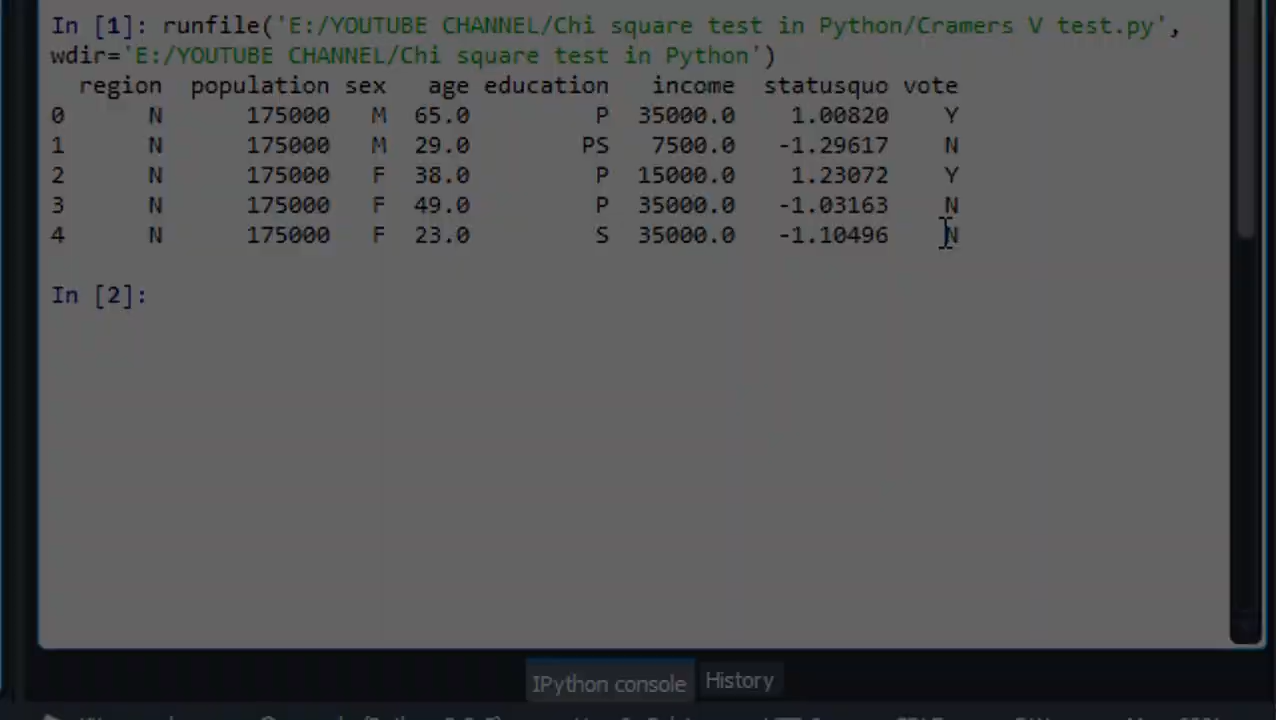 In [1]: runfile('E:/YOUTUBE CHANNEL/Chi square test in Python/Cramers V test.py',
wdir='E:/YOUTUBE CHANNEL/Chi square test in Python')
region population sex age education income statusquo vote
0 N 175000 M 65.0 P 35000.0 1.00820 Y
1 N 175000 M 29.0 PS 7500.0 -1.29617 N
2 N 175000 F 38.0 P 15000.0 1.23072 Y
3 N 175000 F 49.0 P 35000.0 -1.03163 N
4 N 175000 F 23.0 S 35000.0 -1.10496 N
In [2]:
IPython console History